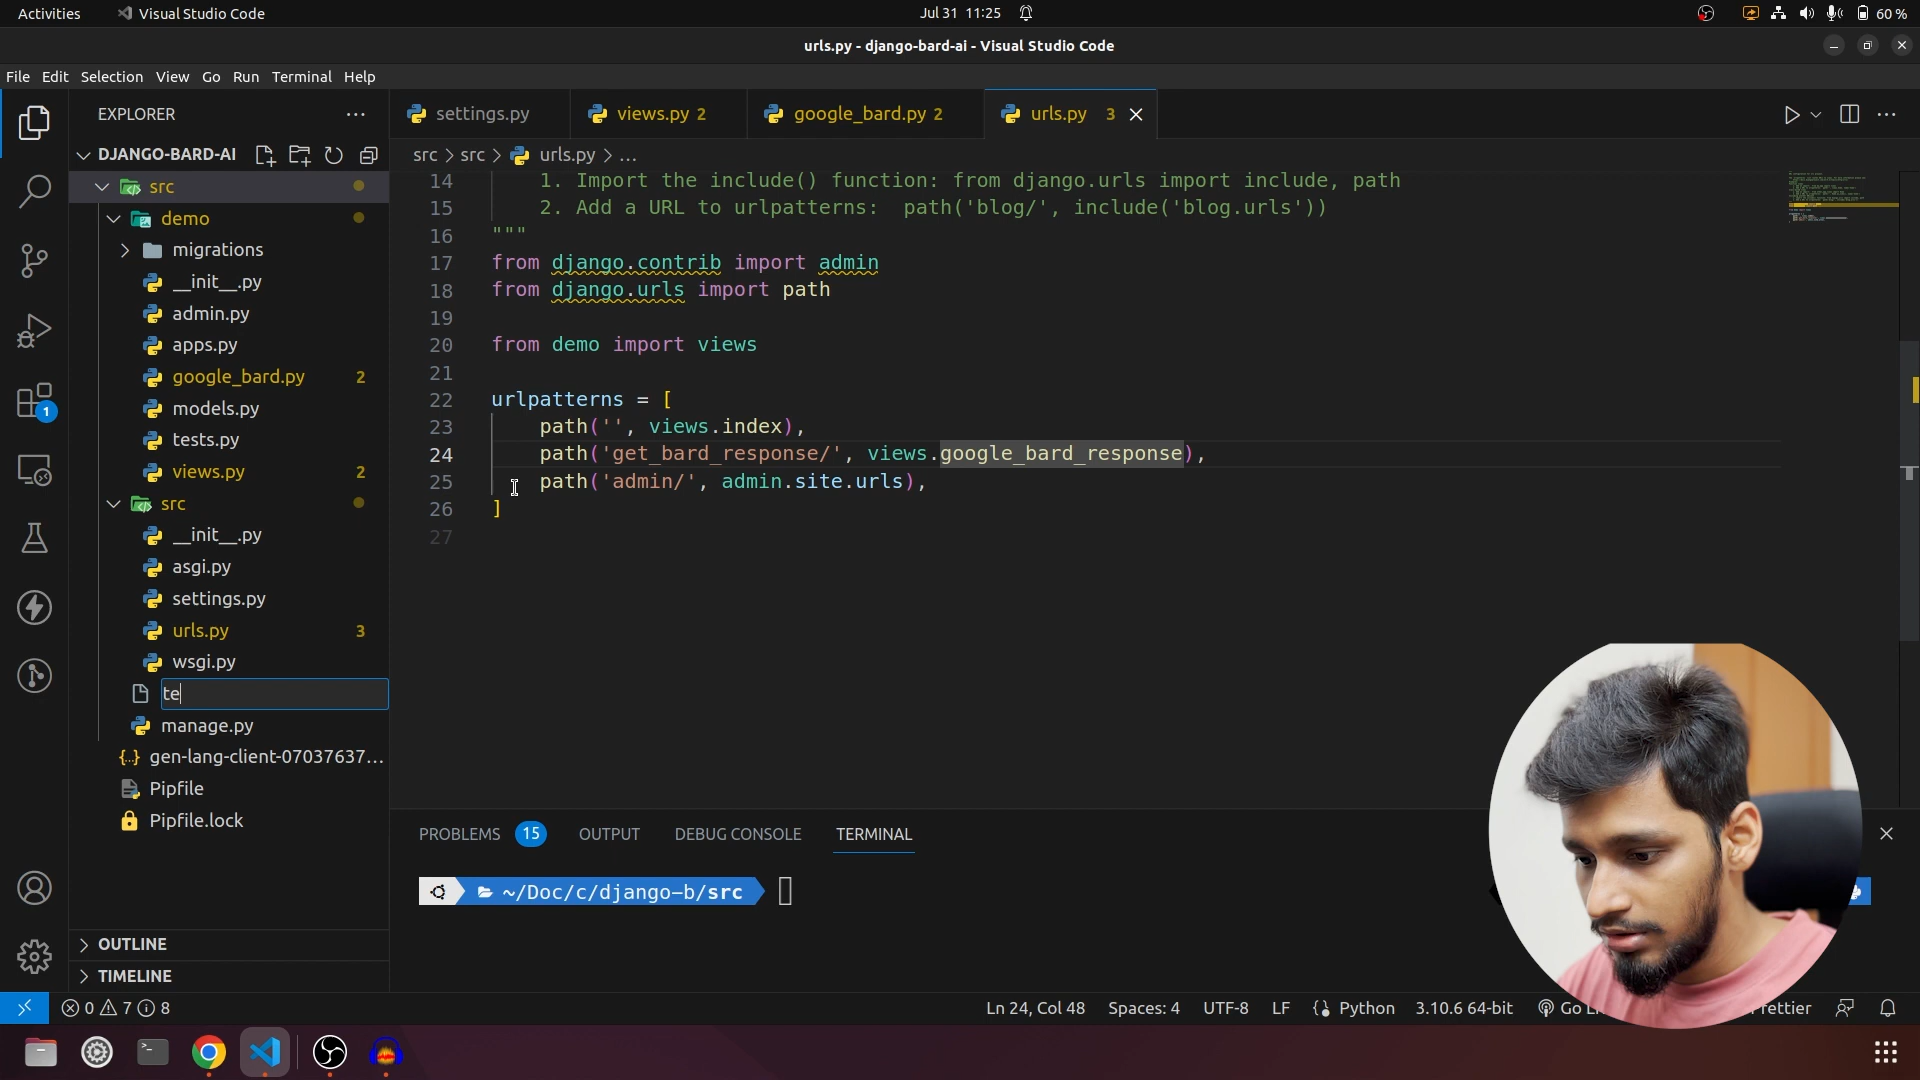 Activities
Visual Studio Code
Jul 31 11:25
60 %
urls.py - django-bard-ai - Visual Studio Code
File Edit Selection View Go Run Terminal Help
EXPLORER
DJANGO-BARD-AI
src
demo
migrations
__init__.py
admin.py
apps.py
google_bard.py 2
models.py
tests.py
views.py 2
src
__init__.py
asgi.py
settings.py
urls.py 3
wsgi.py
te
manage.py
gen-lang-client-07037637...
Pipfile
Pipfile.lock
OUTLINE
TIMELINE
1
settings.py
views.py 2
google_bard.py 2
urls.py 3
src > src > urls.py > ...
14 1. Import the include() function: from django.urls import include, path
15 2. Add a URL to urlpatterns: path('blog/', include('blog.urls'))
16 """
17 from django.contrib import admin
18 from django.urls import path
19
20 from demo import views
21
22 urlpatterns = [
23 path('', views.index),
24 path('get_bard_response/', views.google_bard_response),
25 path('admin/', admin.site.urls),
26 ]
27
PROBLEMS 15 OUTPUT DEBUG CONSOLE TERMINAL
~/Doc/c/django-b/src
0 7 8
Ln 24, Col 48 Spaces: 4 UTF-8 LF Python 3.10.6 64-bit Go